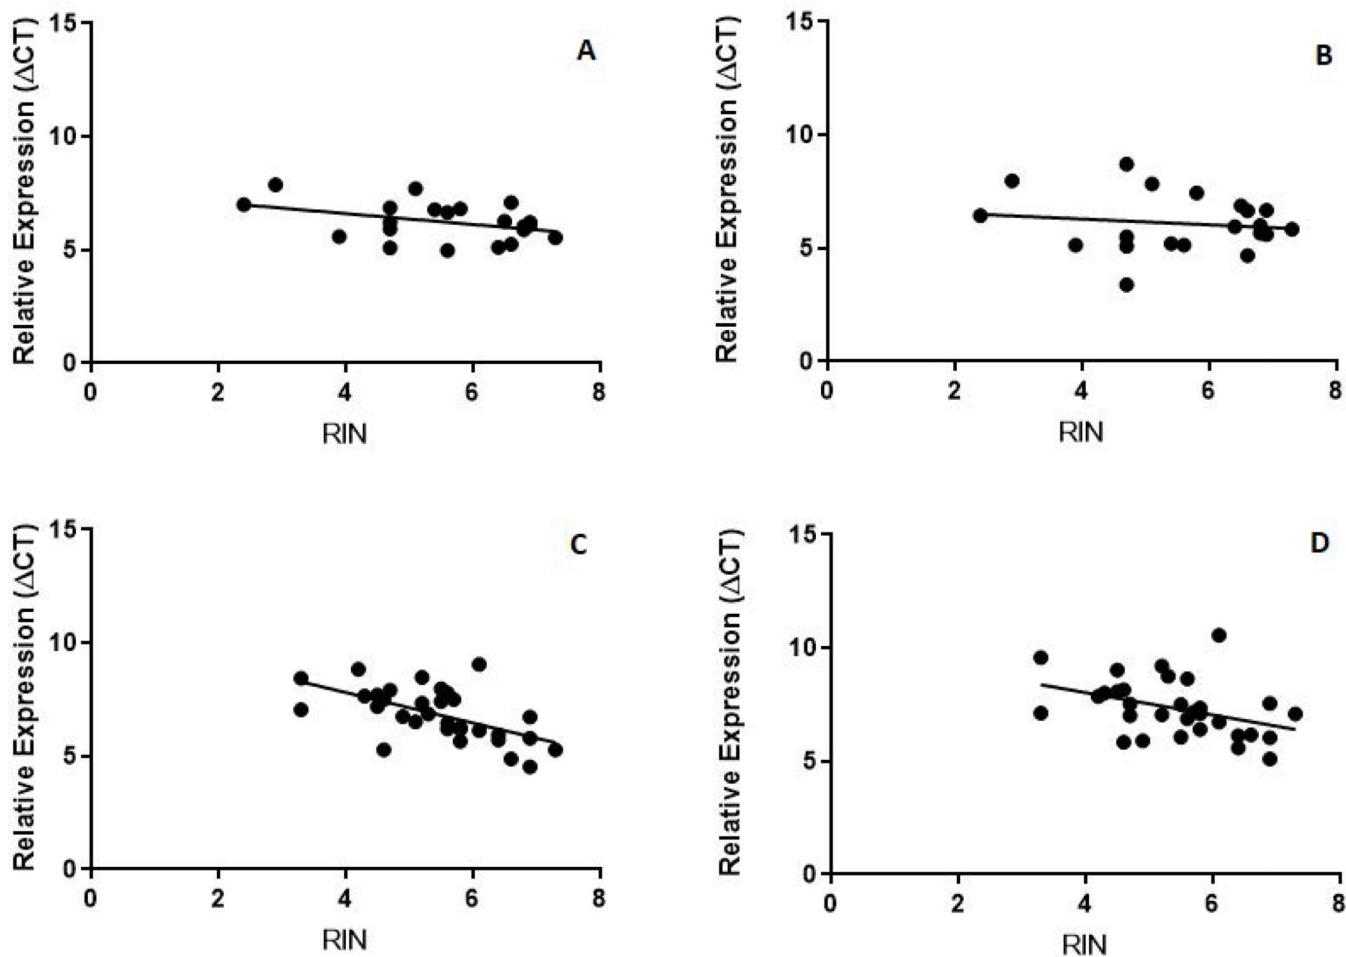 A
Relative Expression (ΔCT)
15
10
5
0
0 2 4 6 8
RIN
B
Relative Expression (ΔCT)
15
10
5
0
0 2 4 6 8
RIN
C
Relative Expression (ΔCT)
15
10
5
0
0 2 4 6 8
RIN
D
Relative Expression (ΔCT)
15
10
5
0
0 2 4 6 8
RIN